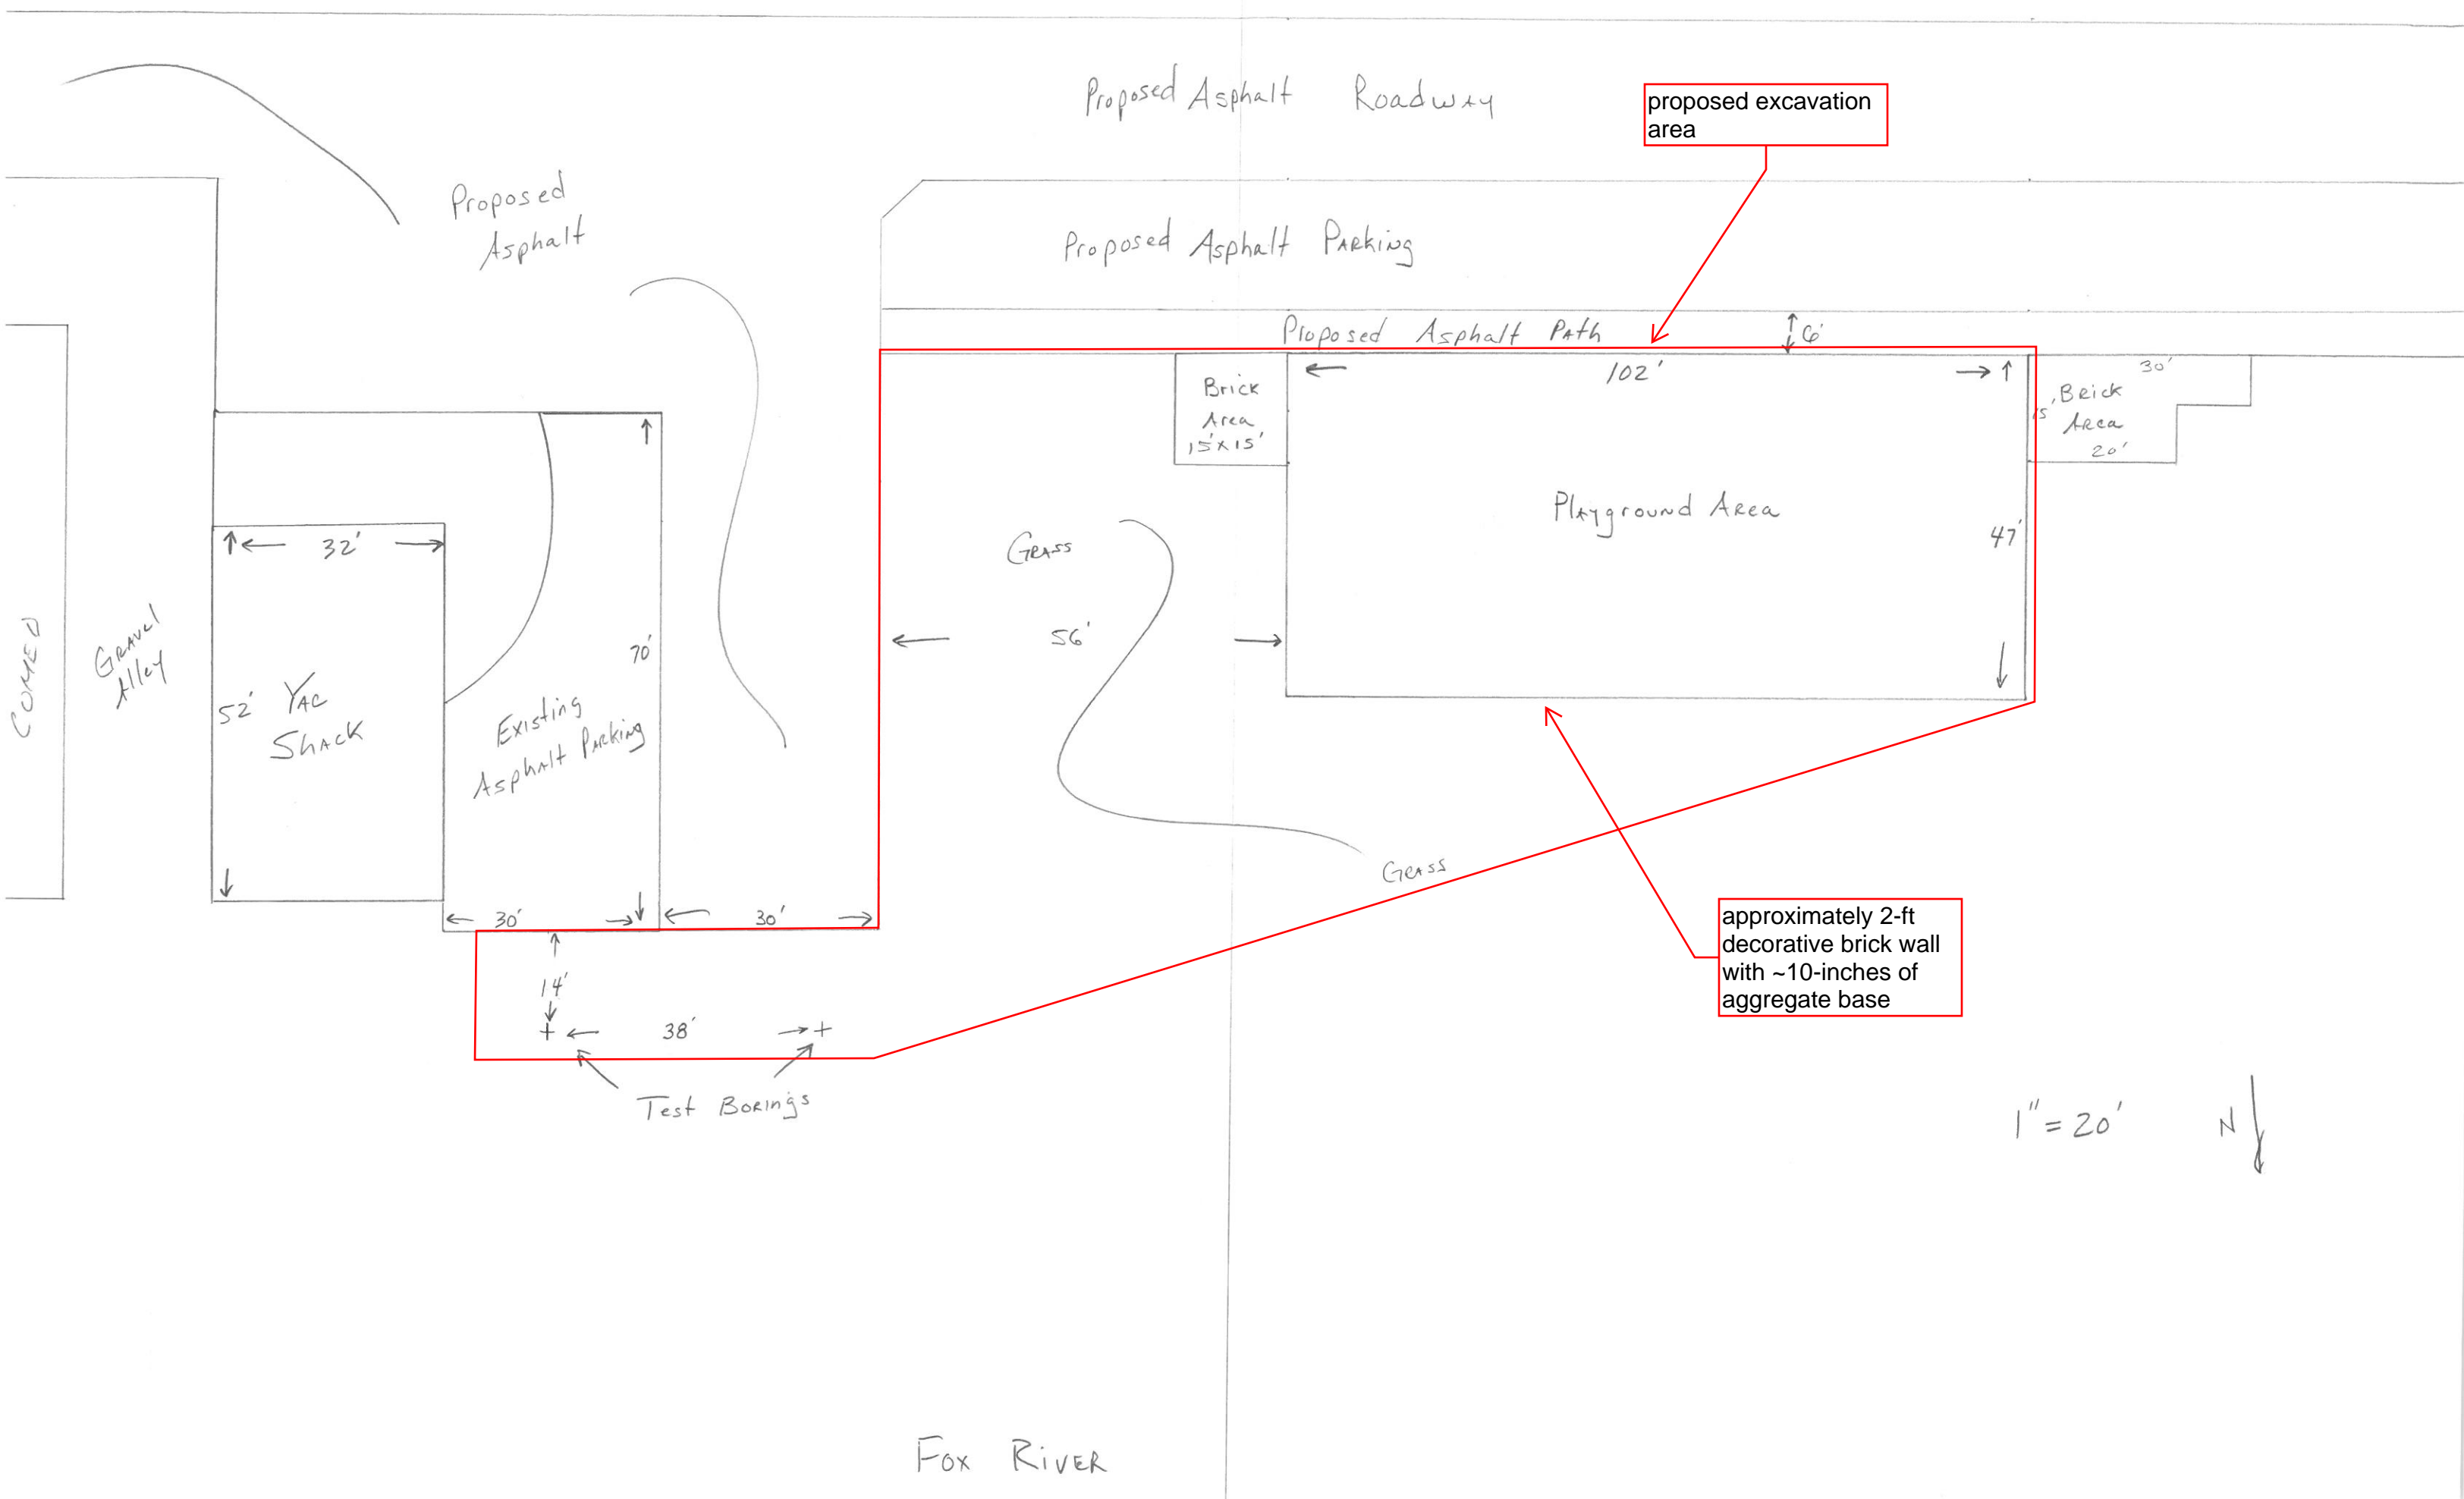 Proposed Asphalt Roadway
proposed excavation
area
Proposed
Asphalt
Proposed Asphalt Parking
Proposed Asphalt Path
6'
102'
30'
Brick
Area
15'x15'
15'
Brick
Area
20'
Playground Area
47'
32'
Grass
56'
COMED
Gravel
Alley
52'
Yac
Shack
70'
Existing
Asphalt Parking
Grass
30'
30'
approximately 2-ft
decorative brick wall
with ~10-inches of
aggregate base
14'
38'
Test Borings
1" = 20'
N
Fox River